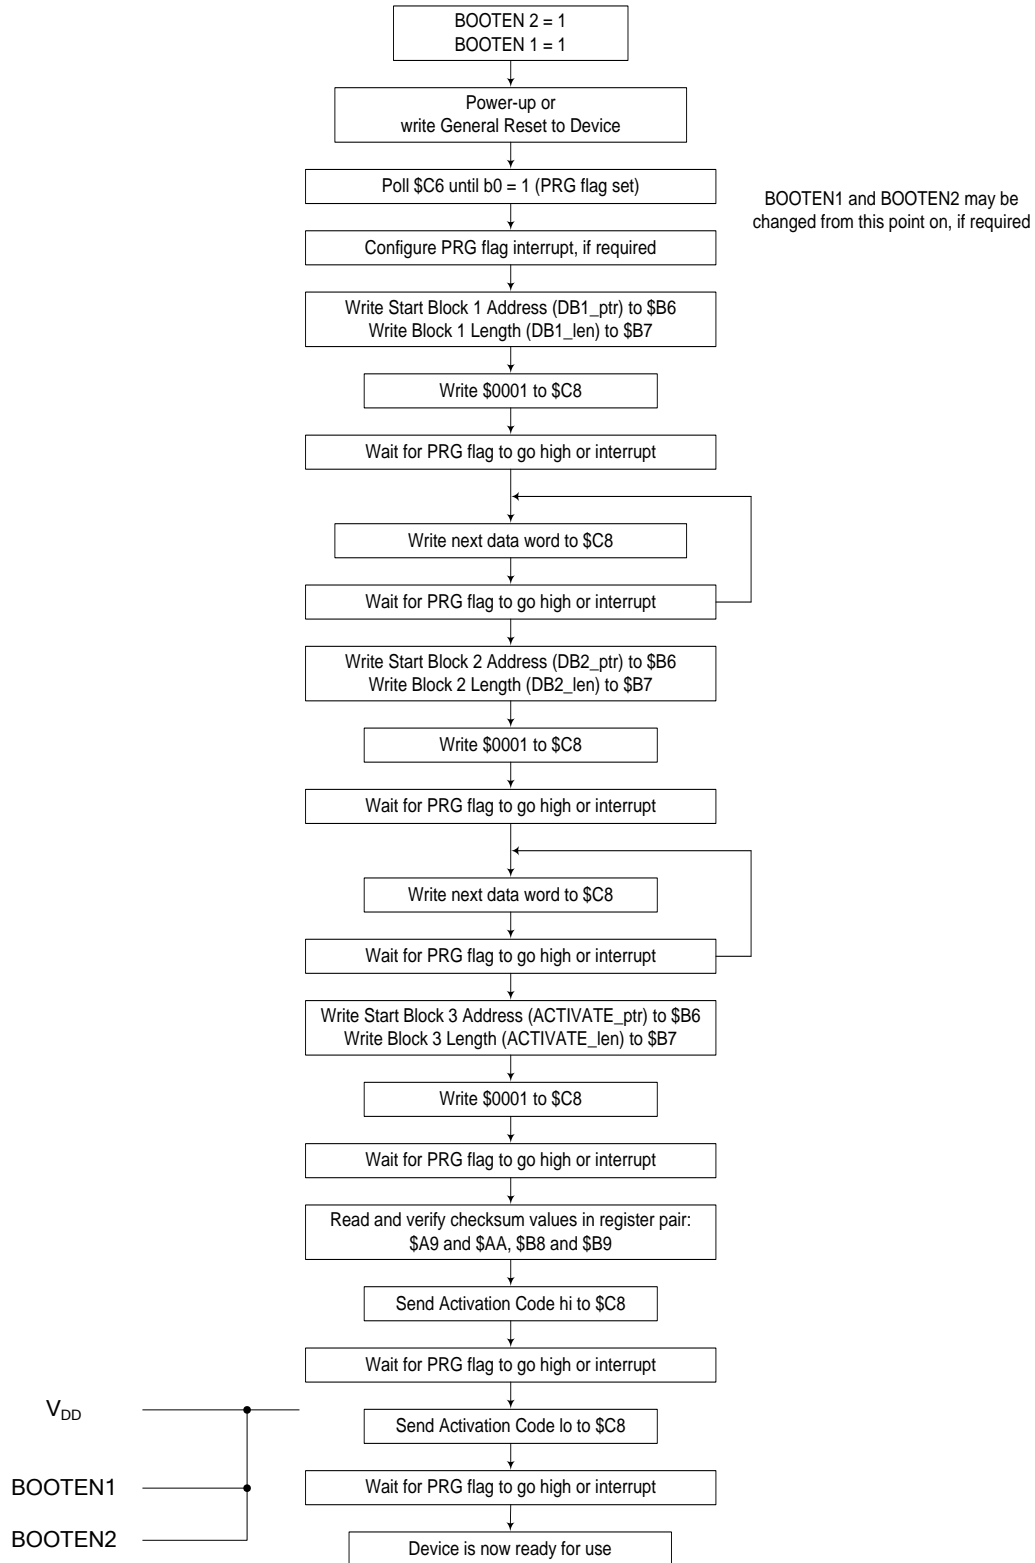 BOOTEN 2 = 1
BOOTEN 1 = 1
Power-up or
write General Reset to Device
Poll $C6 until b0 = 1 (PRG flag set)
BOOTEN1 and BOOTEN2 may be
changed from this point on, if required
Configure PRG flag interrupt, if required
Write Start Block 1 Address (DB1_ptr) to $B6
Write Block 1 Length (DB1_len) to $B7
Write $0001 to $C8
Wait for PRG flag to go high or interrupt
Write next data word to $C8
Wait for PRG flag to go high or interrupt
Write Start Block 2 Address (DB2_ptr) to $B6
Write Block 2 Length (DB2_len) to $B7
Write $0001 to $C8
Wait for PRG flag to go high or interrupt
Write next data word to $C8
Wait for PRG flag to go high or interrupt
Write Start Block 3 Address (ACTIVATE_ptr) to $B6
Write Block 3 Length (ACTIVATE_len) to $B7
Write $0001 to $C8
Wait for PRG flag to go high or interrupt
Read and verify checksum values in register pair:
$A9 and $AA, $B8 and $B9
Send Activation Code hi to $C8
Wait for PRG flag to go high or interrupt
Send Activation Code lo to $C8
Wait for PRG flag to go high or interrupt
Device is now ready for use
VDD
BOOTEN1
BOOTEN2